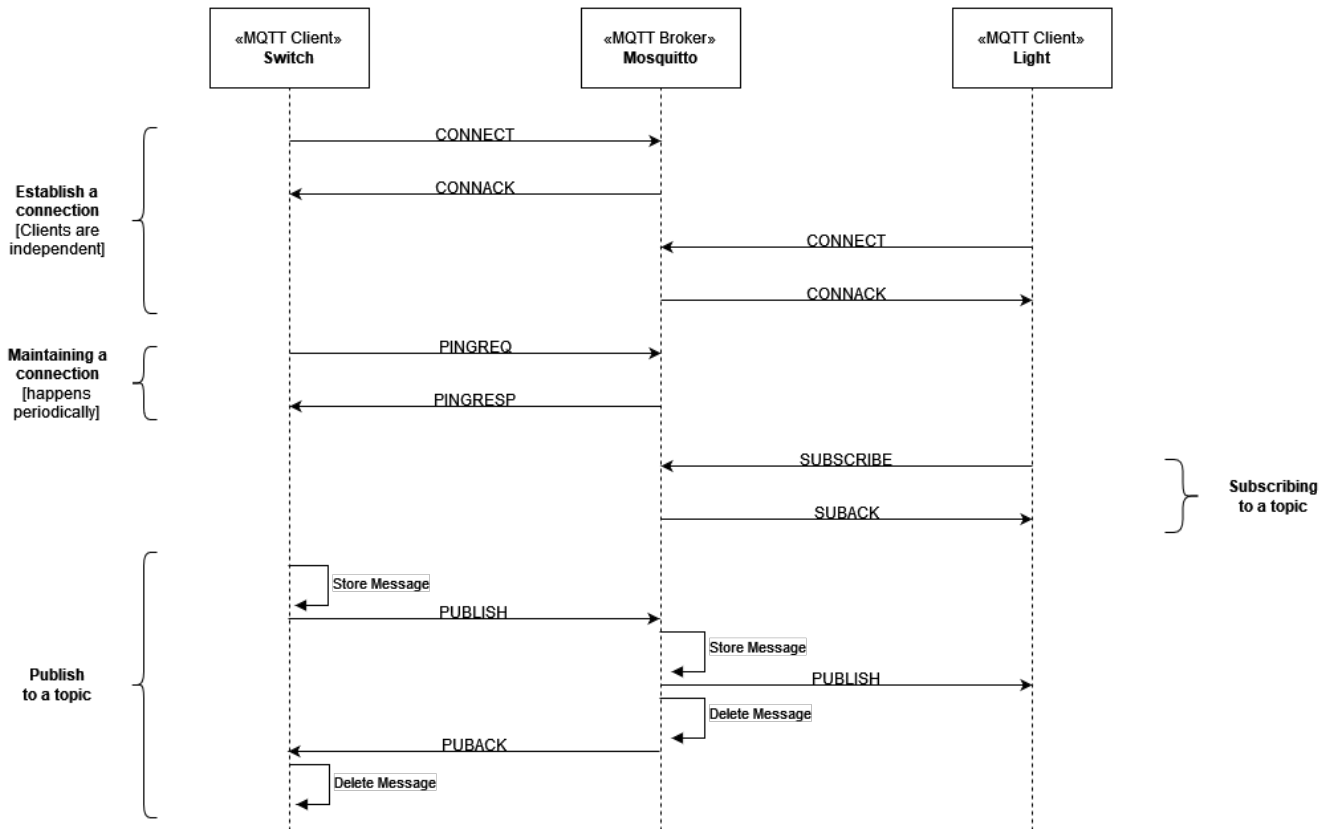 «MQTT Client»
Switch
«MQTT Broker»
Mosquitto
«MQTT Client»
Light
CONNECT
CONNACK
CONNECT
CONNACK
Establish a
connection
[Clients are
independent]
PINGREQ
PINGRESP
Maintaining a
connection
[happens
periodically]
SUBSCRIBE
SUBACK
Subscribing
to a topic
Store Message
PUBLISH
Store Message
PUBLISH
Delete Message
PUBACK
Delete Message
Publish
to a topic